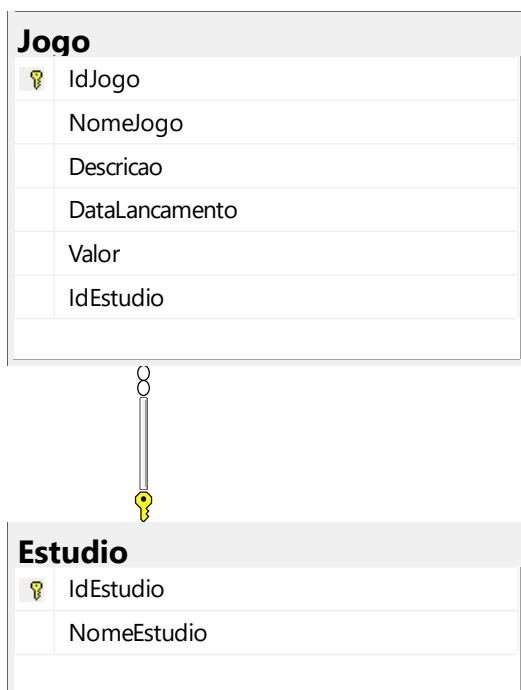 Jogo
IdJogo
NomeJogo
Descricao
DataLancamento
Valor
IdEstudio
Estudio
IdEstudio
NomeEstudio